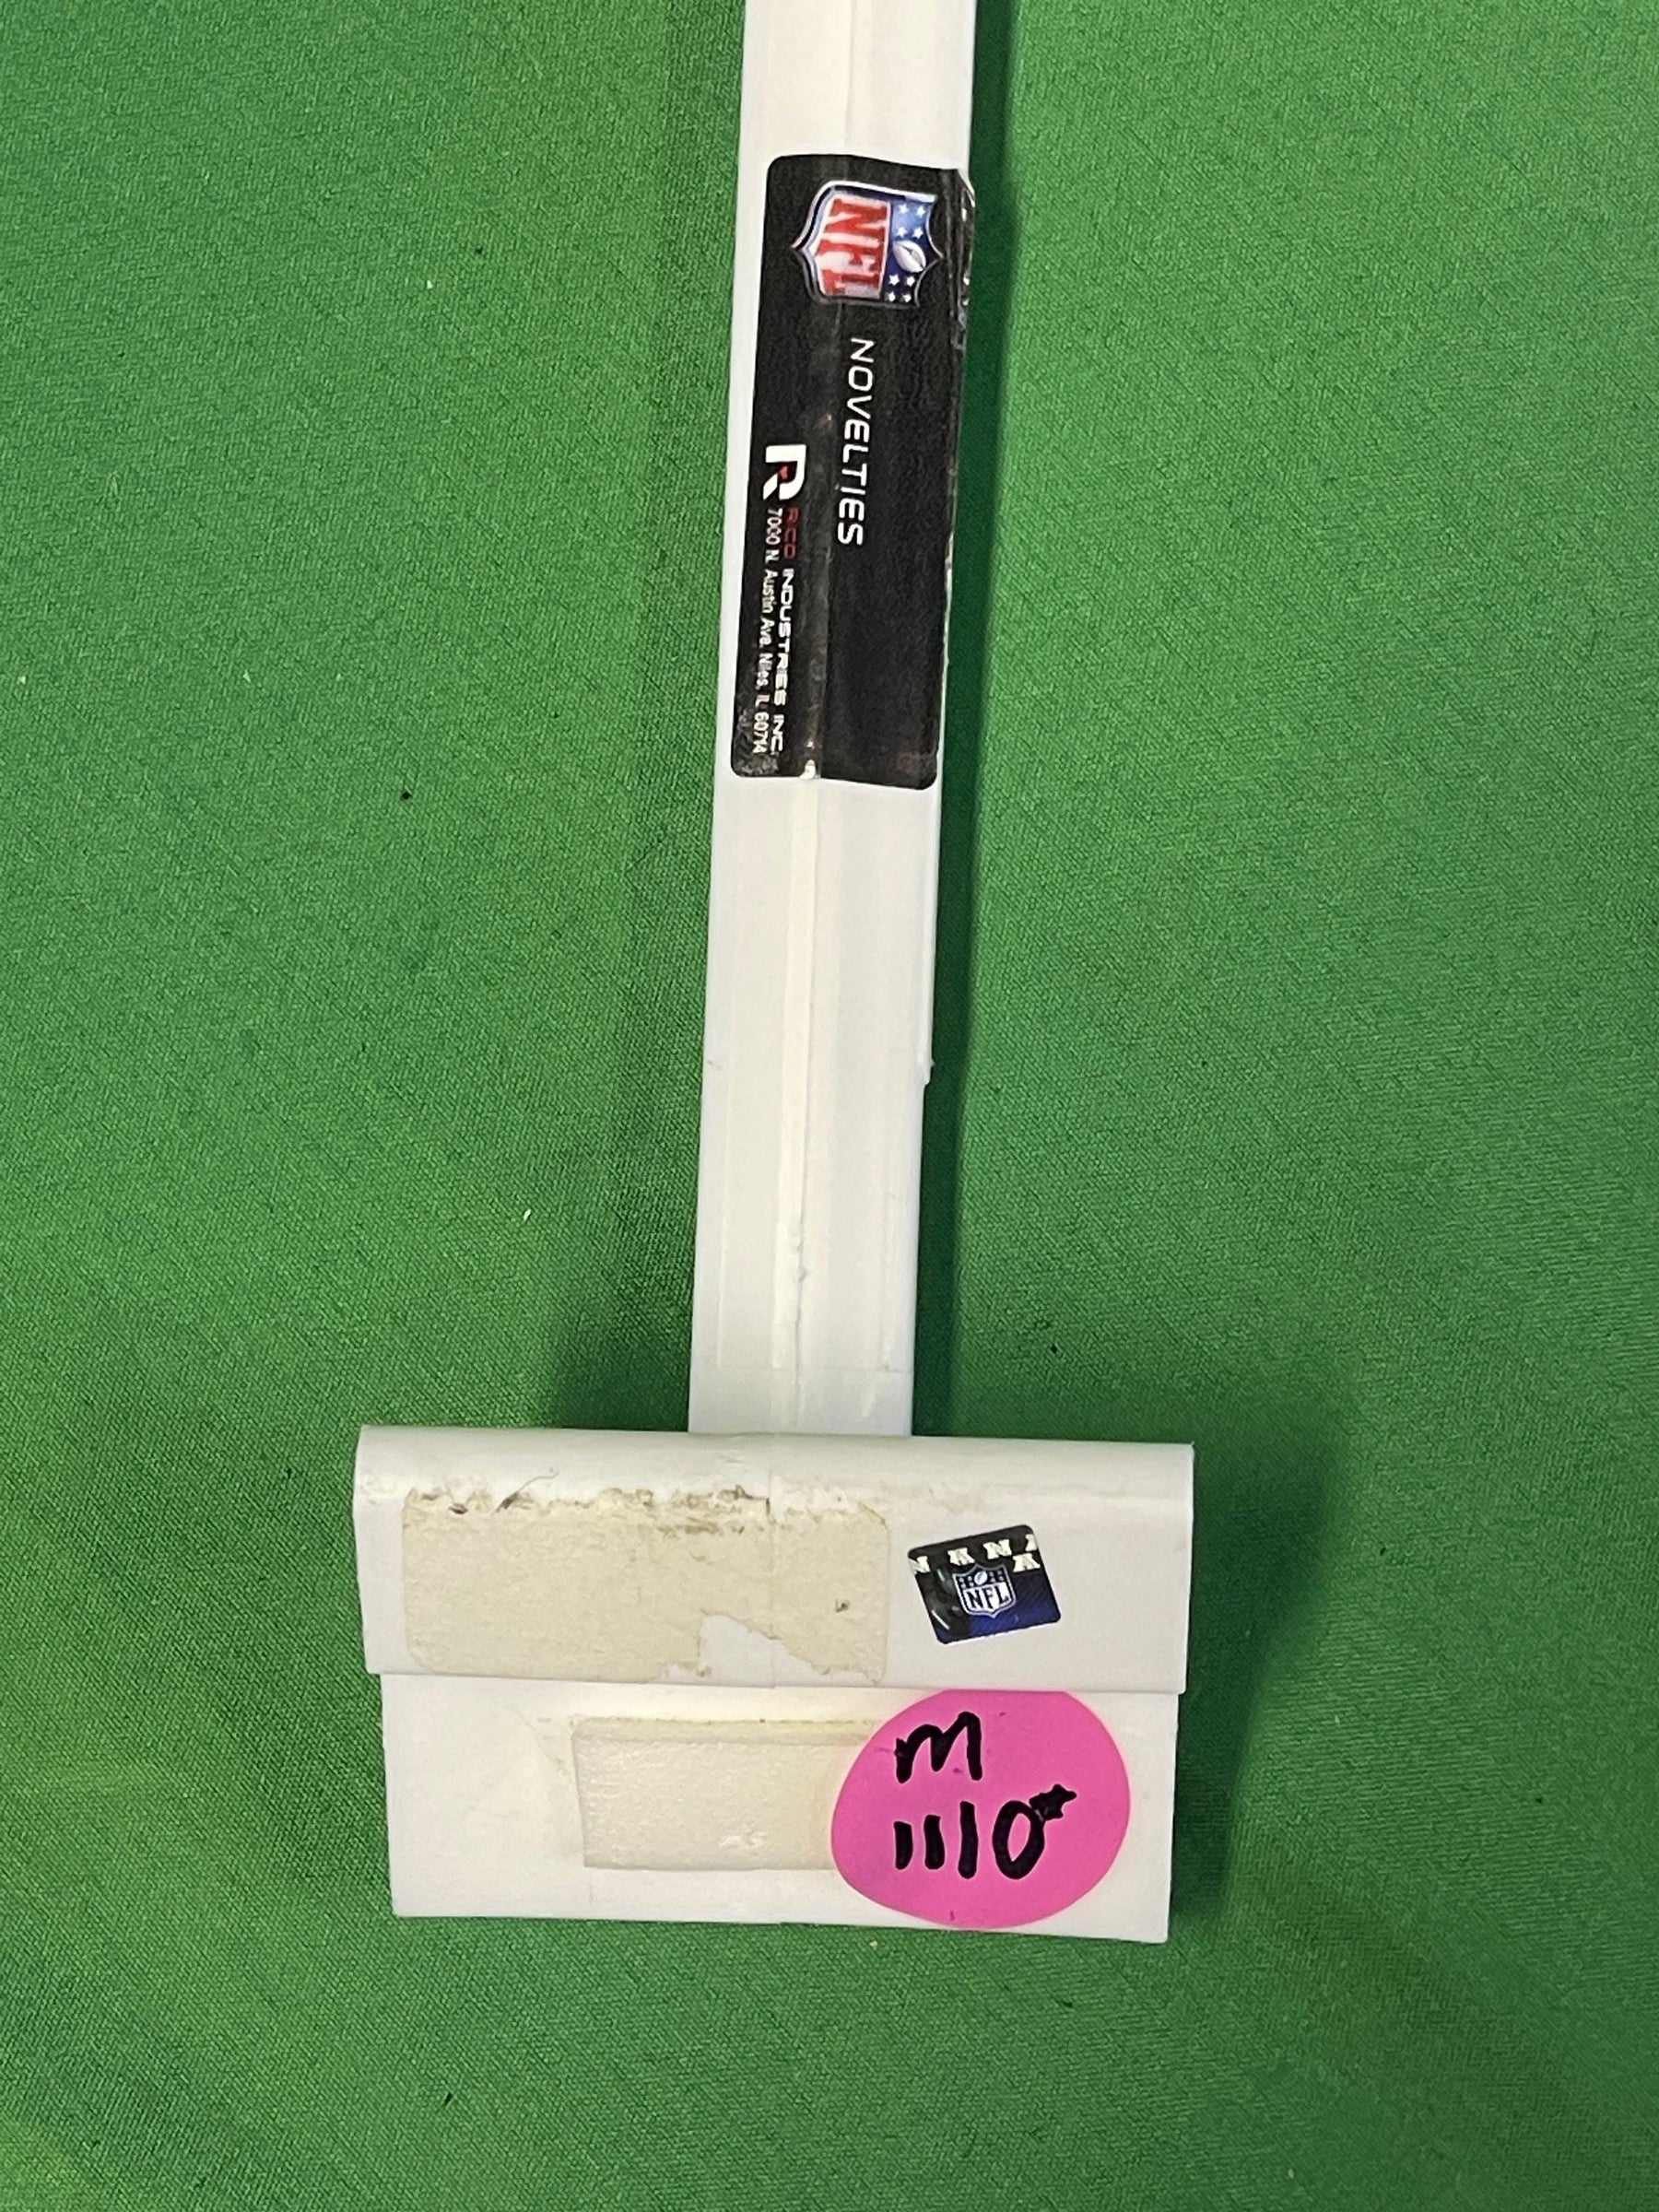 NFL
NOVELTIES
RICO INDUSTRIES INC.
7000 N. Austin Ave. Niles, IL 60714
NFL
M
1110